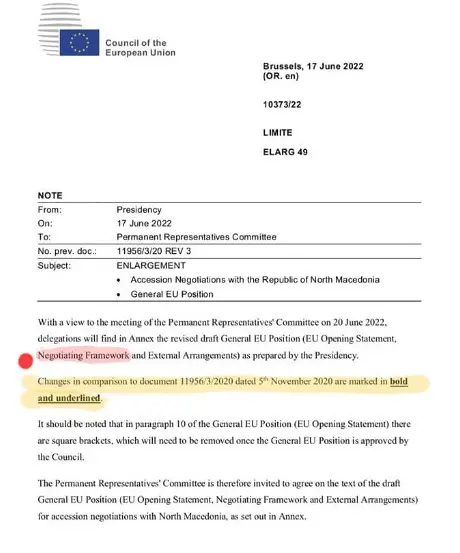 Council of the
European Union
Brussels, 17 June 2022
(OR. en)
10373/22
LIMITE
ELARG 49
NOTE
From: Presidency
On: 17 June 2022
To: Permanent Representatives Committee
No. prev. doc.: 11956/3/20 REV 3
Subject: ENLARGEMENT
• Accession Negotiations with the Republic of North Macedonia
• General EU Position
With a view to the meeting of the Permanent Representatives' Committee on 20 June 2022,
delegations will find in Annex the revised draft General EU Position (EU Opening Statement,
Negotiating Framework and External Arrangements) as prepared by the Presidency.
Changes in comparison to document 11956/3/2020 dated 5th November 2020 are marked in bold
and underlined.
It should be noted that in paragraph 10 of the General EU Position (EU Opening Statement) there
are square brackets, which will need to be removed once the General EU Position is approved by
the Council.
The Permanent Representatives' Committee is therefore invited to agree on the text of the draft
General EU Position (EU Opening Statement, Negotiating Framework and External Arrangements)
for accession negotiations with North Macedonia, as set out in Annex.